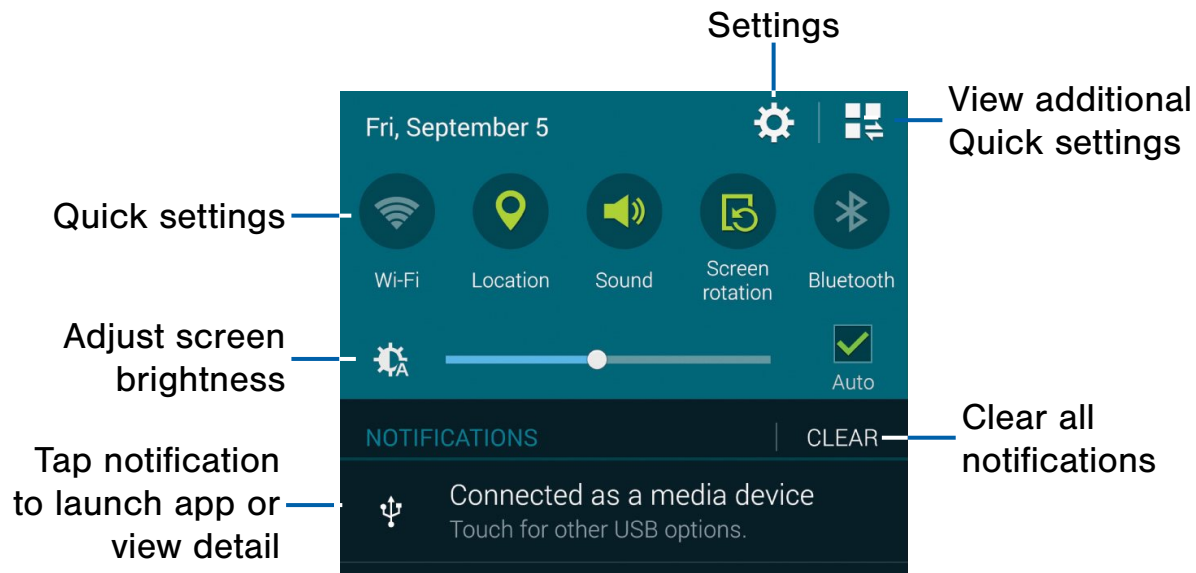 Settings
View additional
Quick settings
Fri, September 5
Quick settings
Wi-Fi
Location
Sound
Screen
rotation
Bluetooth
Adjust screen
brightness
A
Auto
NOTIFICATIONS
CLEAR
Clear all
notifications
Tap notification
to launch app or
view detail
Connected as a media device
Touch for other USB options.